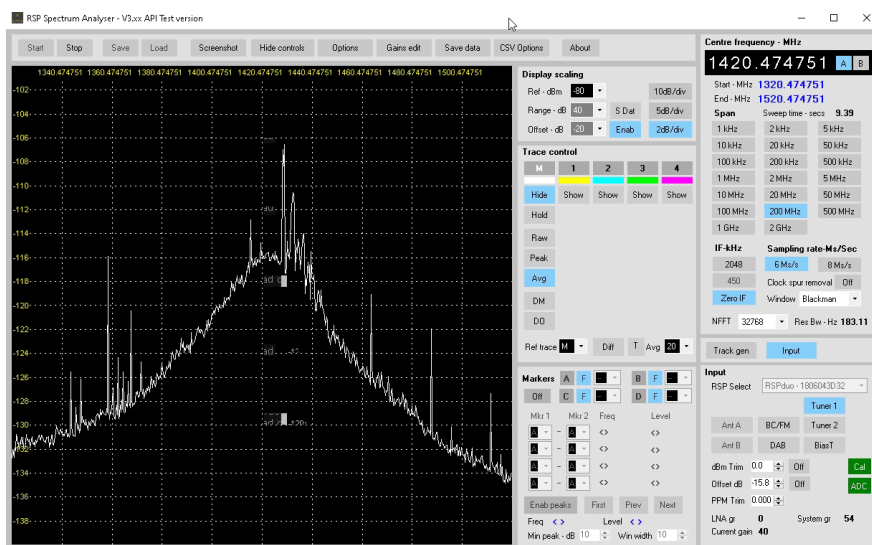 RSP Spectrum Analyser - V3.xx API Test version
Start Stop Save Load Screenshot Hide controls Options Gains edit Save data CSV Options About
1340.474751 1360.474751 1380.474751 1400.474751 1420.474751 1440.474751 1460.474751 1480.474751 1500.474751
-102-
-104-
-106-
-108-
-110-
-112-
-114-
-116-
-118-
-120-
-122-
-124-
-126-
-128-
-130-
-132-
-134-
-136-
-138-
Display scaling
Ref - dBm -80 10dB/div
Range - dB 40 S Dat 5dB/div
Offset - dB -20 Enab 2dB/div
Trace control
M 1 2 3 4
Hide Show Show Show Show
Hold
Raw
Peak
Avg
DM
DO
Ref trace M Diff T Avg 20
Markers A F - B F -
Off C F - D F -
Mkr 1 Mkr 2 Freq Level
A - A <> <>
A - A <> <>
A - A <> <>
A - A <> <>
Enab peaks First Prev Next
Freq <> Level <>
Min peak - dB 10 Win width 10
Centre frequency - MHz
1420.474751 A B
Start - MHz 1320.474751
End - MHz 1520.474751
Span Sweep time - secs 9.39
1 kHz 2 kHz 5 kHz
10 kHz 20 kHz 50 kHz
100 kHz 200 kHz 500 kHz
1 MHz 2 MHz 5 MHz
10 MHz 20 MHz 50 MHz
100 MHz 200 MHz 500 MHz
1 GHz 2 GHz
IF-kHz Sampling rate-Ms/Sec
2048 6 Ms/s 8 Ms/s
450 Clock spur removal Off
Zero IF Window Blackman
NFFT 32768 Res Bw - Hz 183.11
Track gen Input
Input
RSP Select RSPduo - 1806043D32
Tuner 1
Ant A BC/FM Tuner 2
Ant B DAB BiasT
dBm Trim 0.0 Off Cal
Offset dB -15.8 Off ADC
PPM Trim 0.000
LNA gr 0 System gr 54
Current gain 40